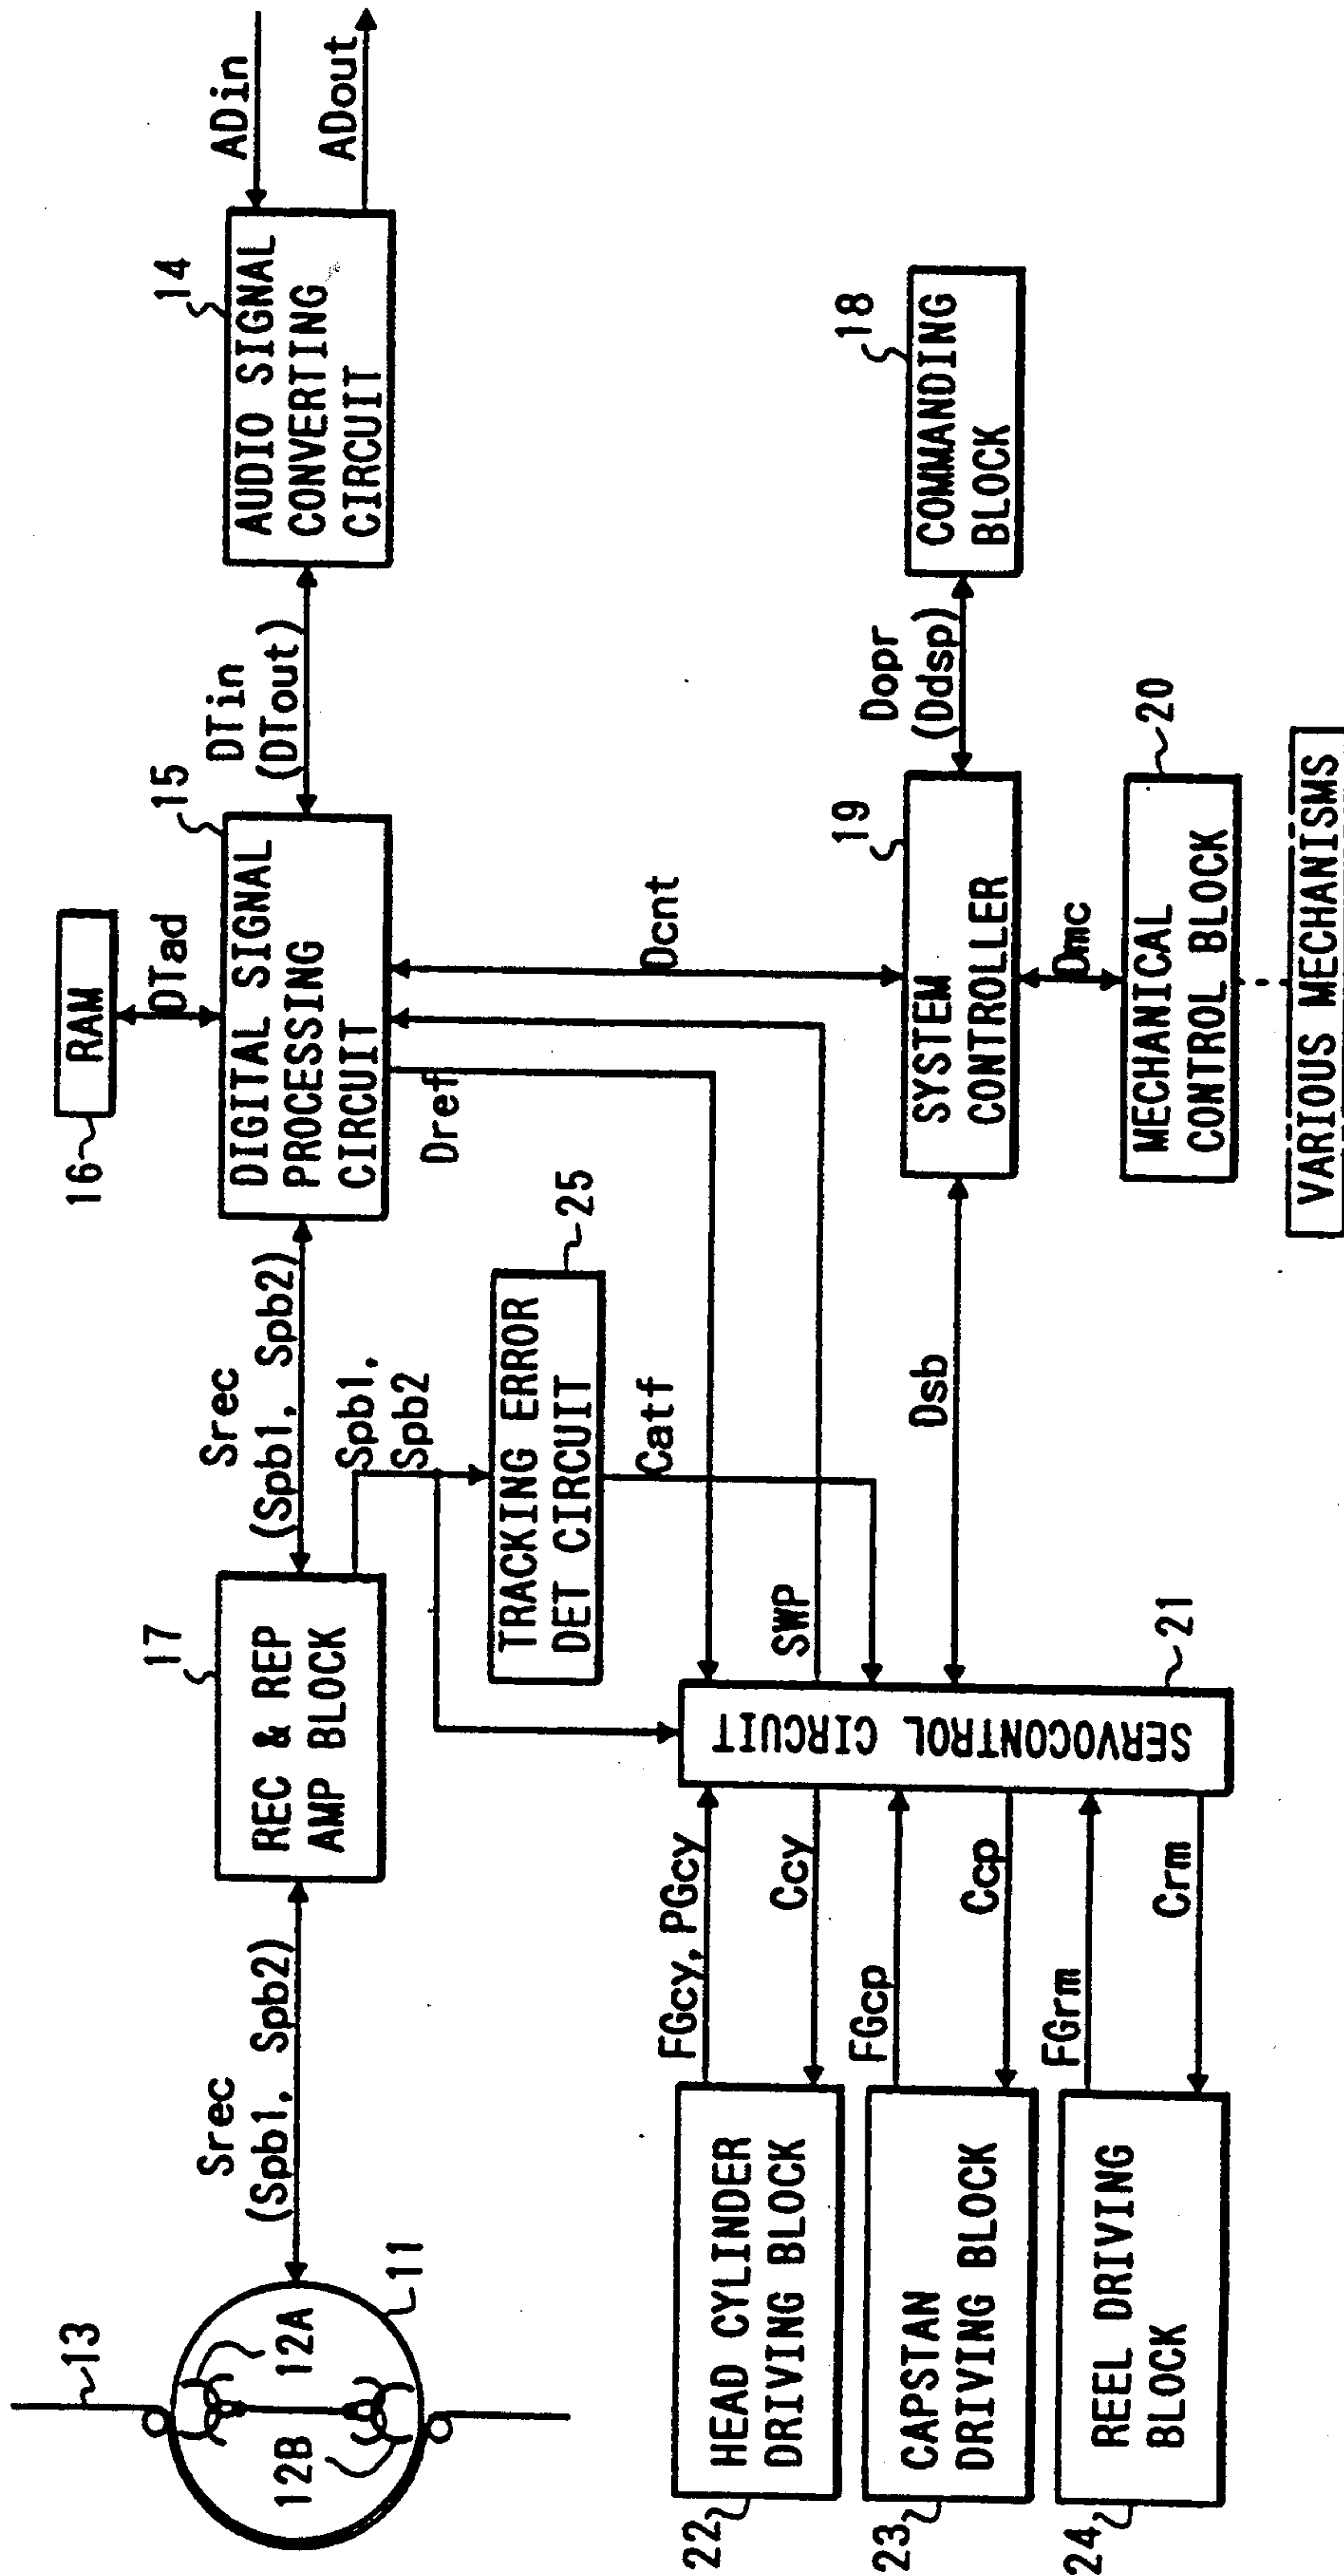 13
11
12A
12B
Srec
(Spb1, Spb2)
17
REC & REP
AMP BLOCK
Srec
(Spb1, Spb2)
Spb1,
Spb2
16
RAM
DTad
15
DIGITAL SIGNAL
PROCESSING
CIRCUIT
DTin
(DTout)
14
AUDIO SIGNAL
CONVERTING
CIRCUIT
ADin
ADout
25
TRACKING ERROR
DET CIRCUIT
Catf
Dref
SWP
Dcnt
Dsb
21
SERVOCONTROL CIRCUIT
22
HEAD CYLINDER
DRIVING BLOCK
FGcy, PGcy
Ccy
23
CAPSTAN
DRIVING BLOCK
FGcp
Ccp
24
REEL DRIVING
BLOCK
FGrm
Crm
19
SYSTEM
CONTROLLER
Dopr
(Ddsp)
18
COMMANDING
BLOCK
Dmc
20
MECHANICAL
CONTROL BLOCK
VARIOUS MECHANISMS